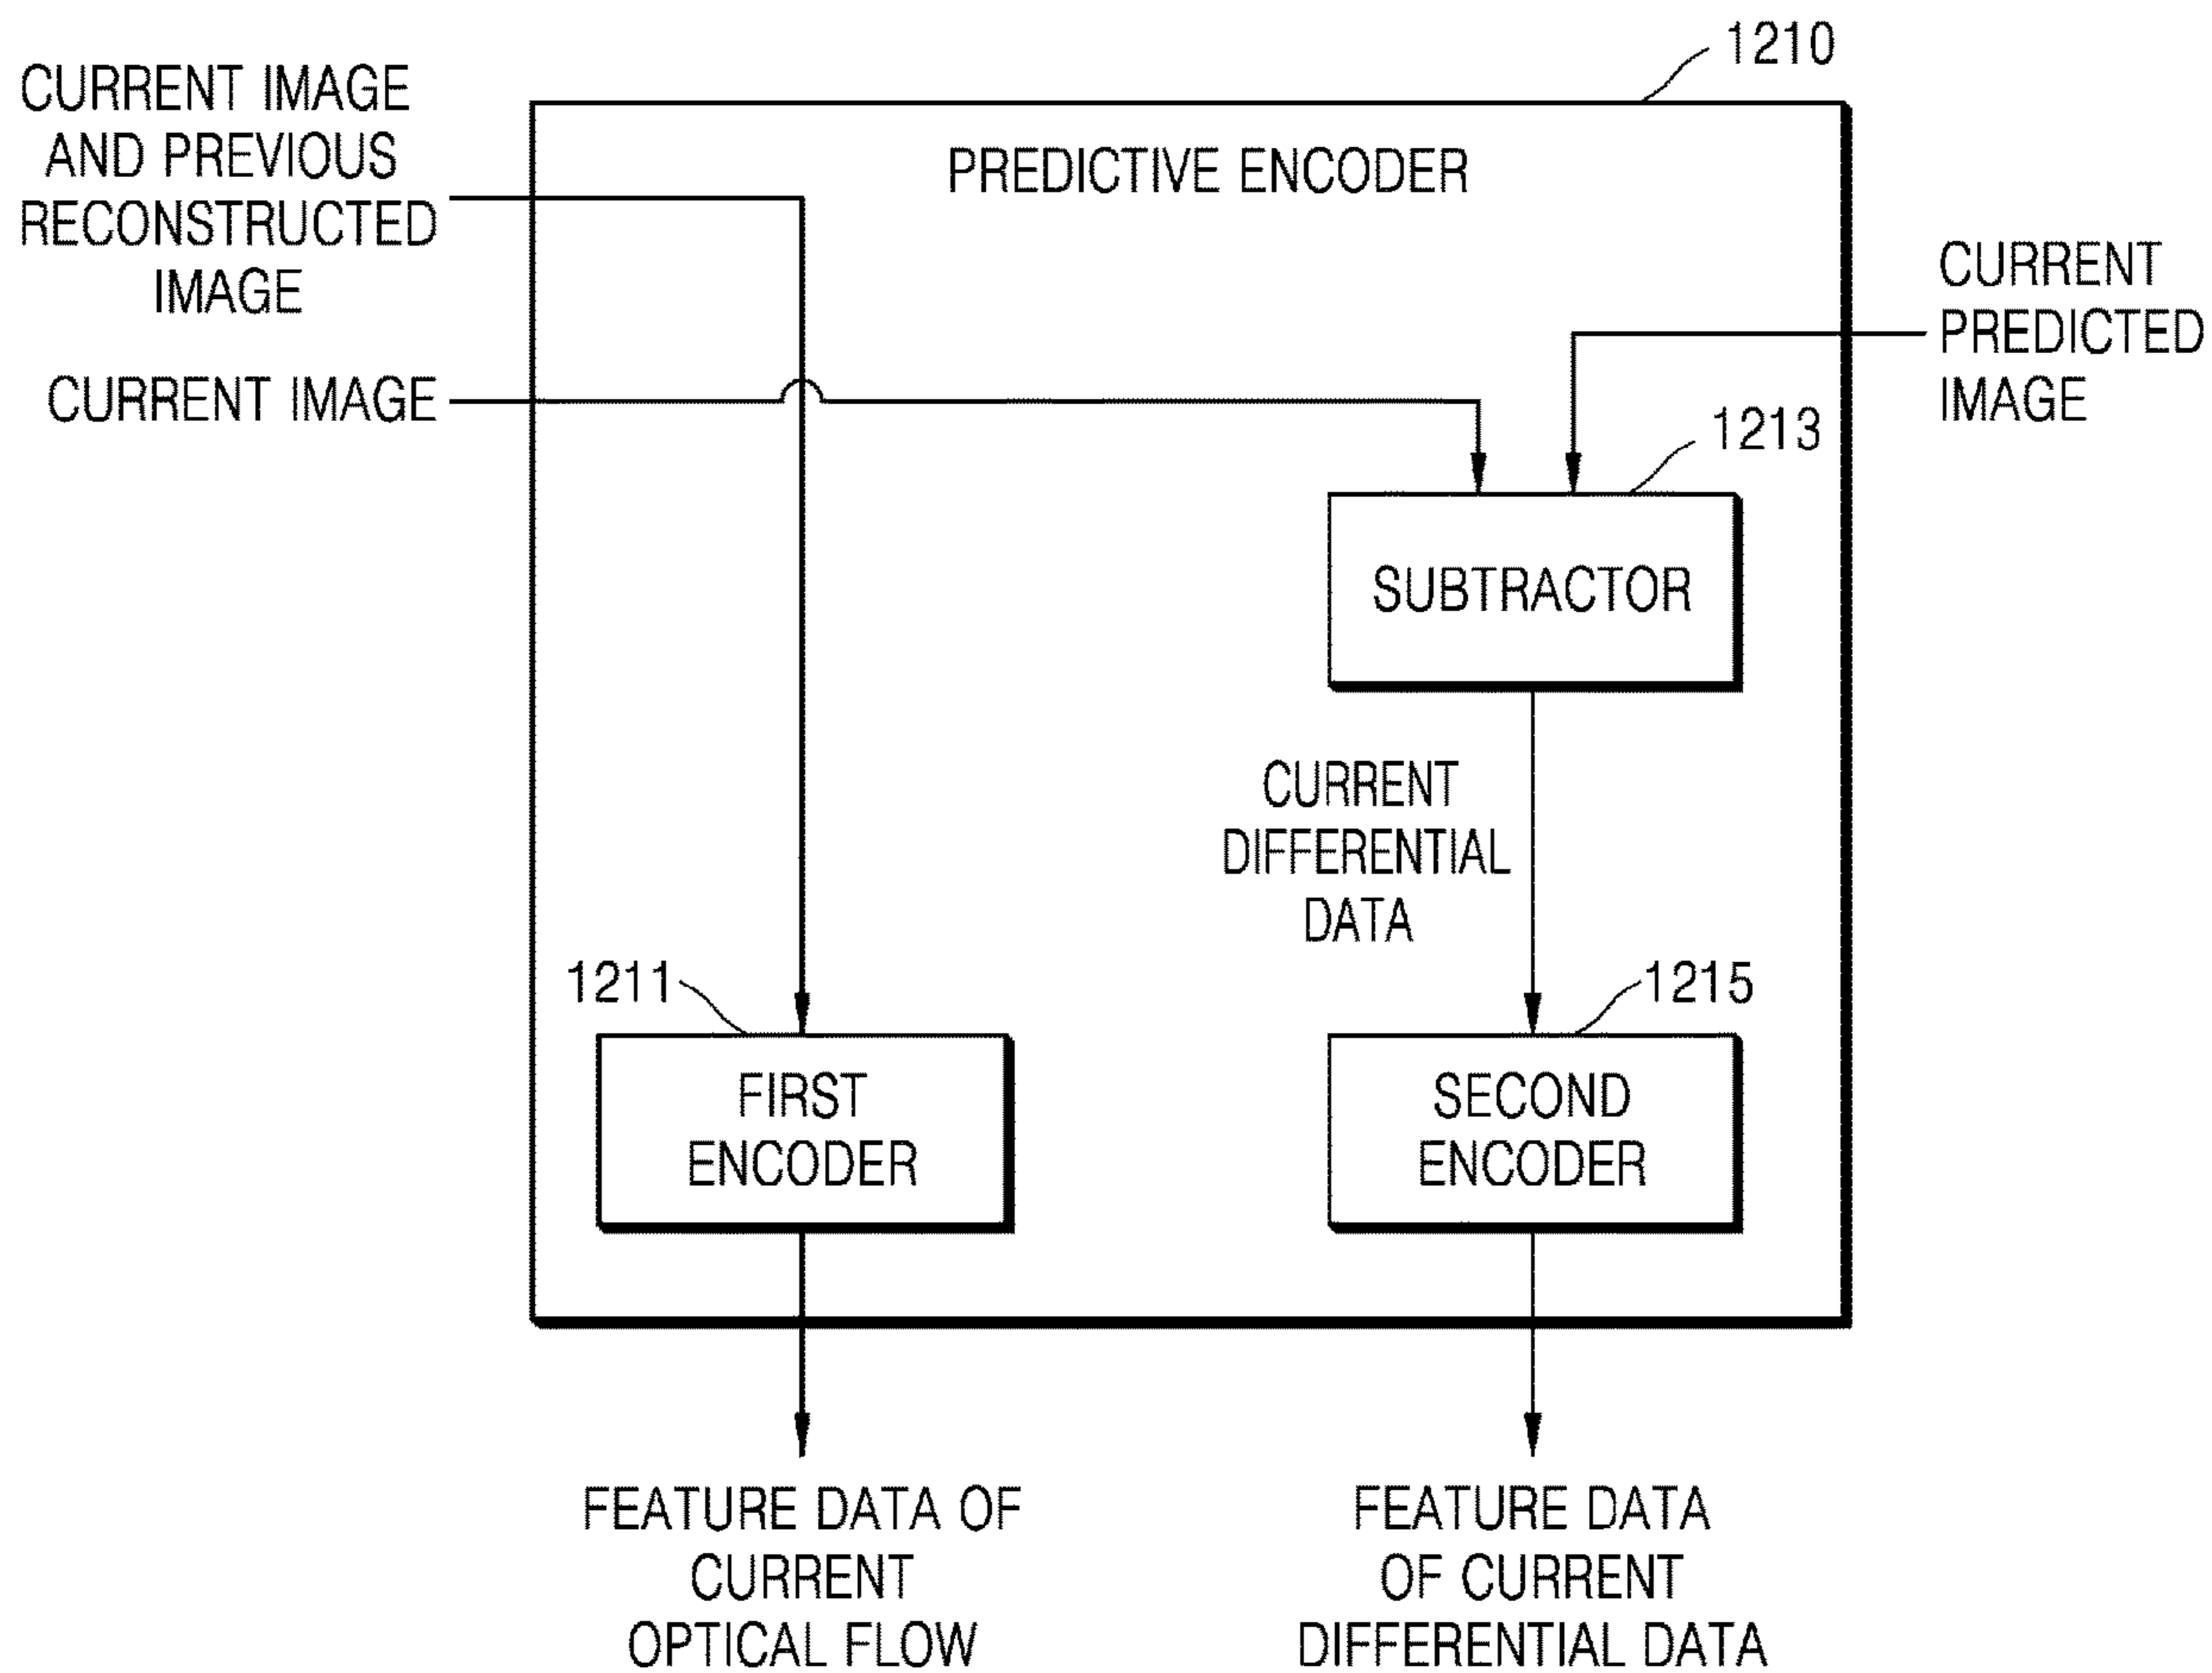 1210
CURRENT IMAGE
AND PREVIOUS
RECONSTRUCTED
IMAGE
PREDICTIVE ENCODER
CURRENT
PREDICTED
IMAGE
CURRENT IMAGE
1213
SUBTRACTOR
CURRENT
DIFFERENTIAL
DATA
1211
1215
FIRST
ENCODER
SECOND
ENCODER
FEATURE DATA OF
CURRENT
OPTICAL FLOW
FEATURE DATA
OF CURRENT
DIFFERENTIAL DATA